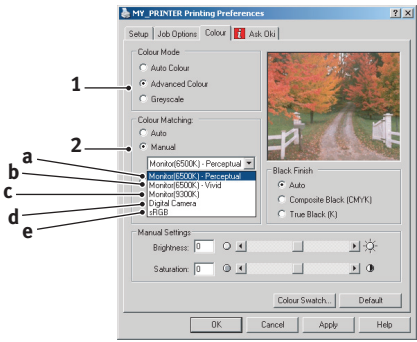 MY_PRINTER Printing Preferences
Setup Job Options Colour Ask Oki
Colour Mode
Auto Colour
1 Advanced Colour
Greyscale
Colour Matching:
Auto
2 Manual
Monitor(6500K) - Perceptual
a Monitor(6500K) - Perceptual
b Monitor(6500K) - Vivid
c Monitor(9300K)
d Digital Camera
e sRGB
Black Finish
Auto
Composite Black (CMYK)
True Black (K)
Manual Settings
Brightness: 0
Saturation: 0
Colour Swatch... Default
OK Cancel Apply Help